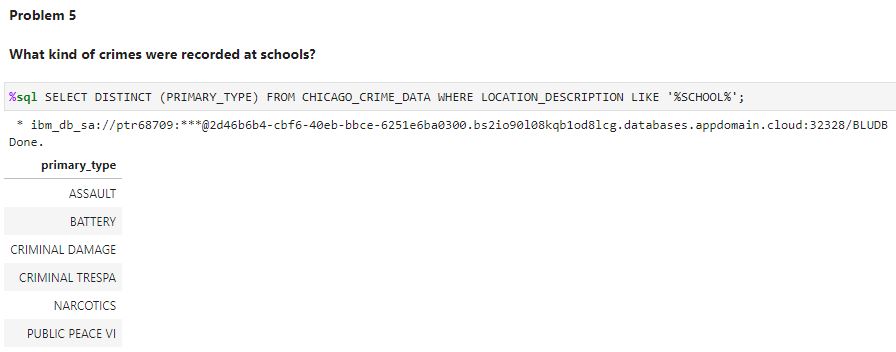 Problem 5
What kind of crimes were recorded at schools?
%sql SELECT DISTINCT (PRIMARY_TYPE) FROM CHICAGO_CRIME_DATA WHERE LOCATION_DESCRIPTION LIKE '%SCHOOL%';
* ibm_db_sa://ptr68709:***@2d46b6b4-cbf6-40eb-bbce-6251e6ba0300.bs2io90l08kqb1od8lcg.databases.appdomain.cloud:32328/BLUDB
Done.
primary_type
ASSAULT
BATTERY
CRIMINAL DAMAGE
CRIMINAL TRESPA
NARCOTICS
PUBLIC PEACE VI